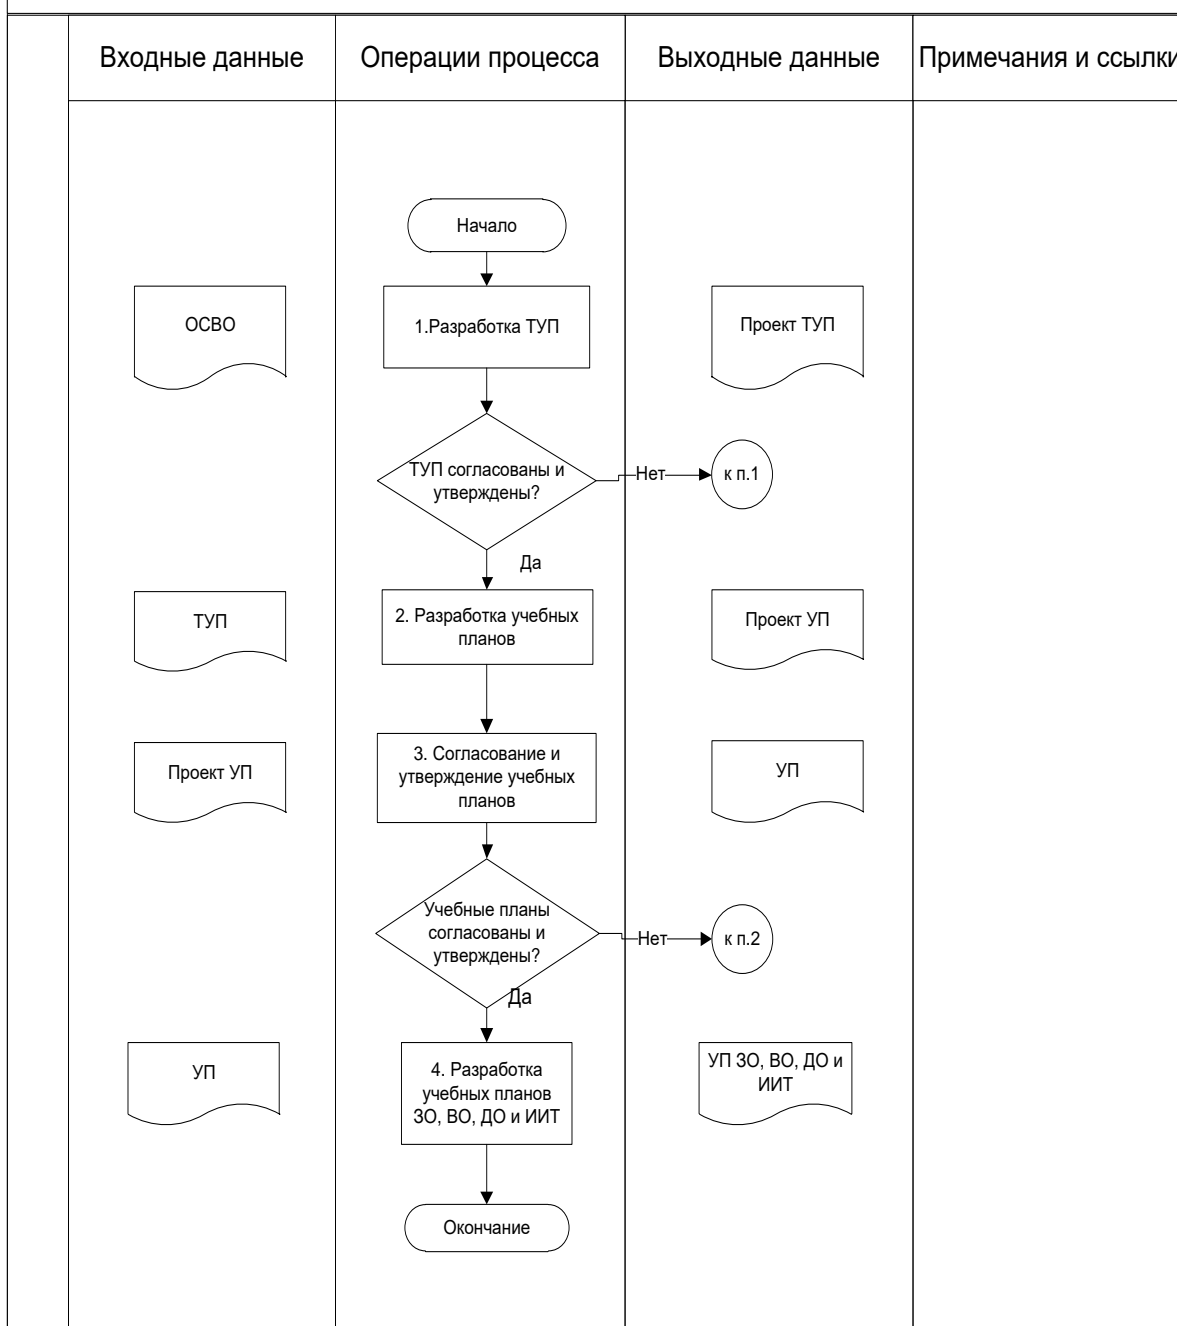 Входные данные
Операции процесса
Выходные данные
Примечания и ссылки
Начало
ОСВО
1.Разработка ТУП
Проект ТУП
ТУП согласованы и
утверждены?
Нет
к п.1
Да
ТУП
2. Разработка учебных
планов
Проект УП
Проект УП
3. Согласование и
утверждение учебных
планов
УП
Учебные планы
согласованы и
утверждены?
Нет
к п.2
Да
УП
4. Разработка
учебных планов
ЗО, ВО, ДО и ИИТ
УП ЗО, ВО, ДО и
ИИТ
Окончание